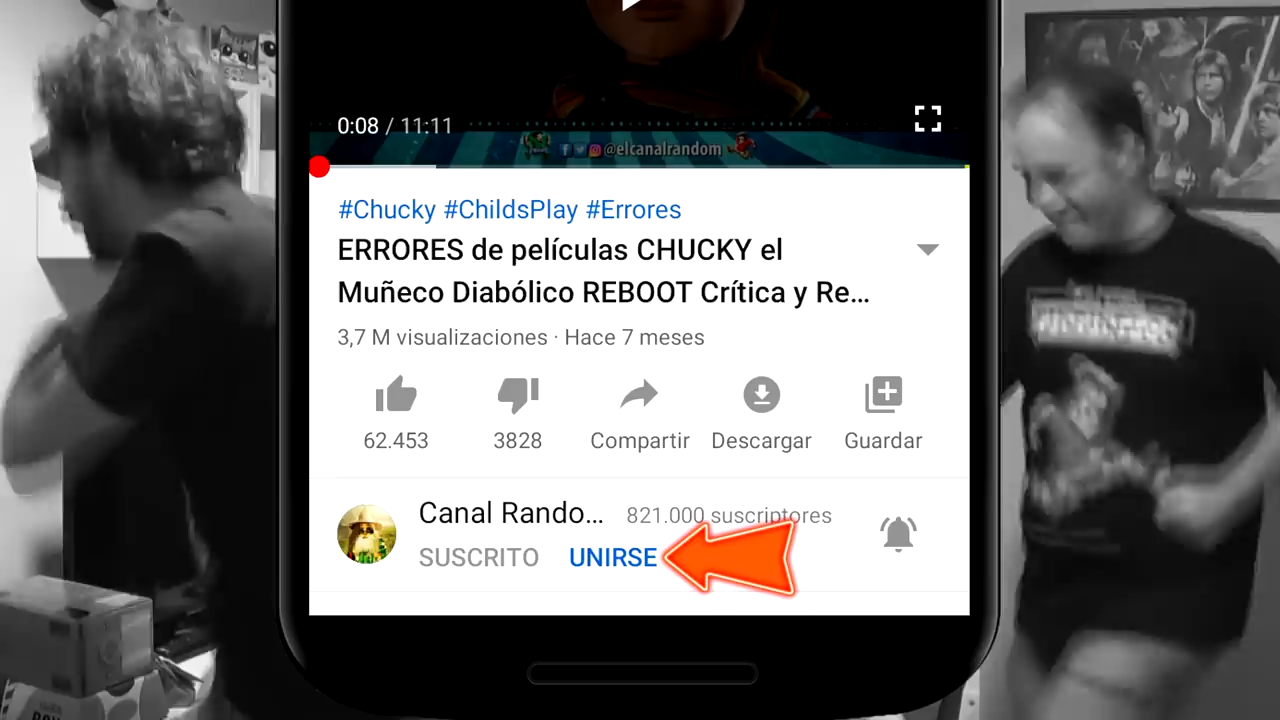 0:08 / 11:11
@elcanalrandom
#Chucky #ChildsPlay #Errores
ERRORES de películas CHUCKY el
Muñeco Diabólico REBOOT Crítica y Re...
3,7 M visualizaciones · Hace 7 meses
62.453 3828 Compartir Descargar Guardar
Canal Rando... 821.000 suscriptores
SUSCRITO UNIRSE